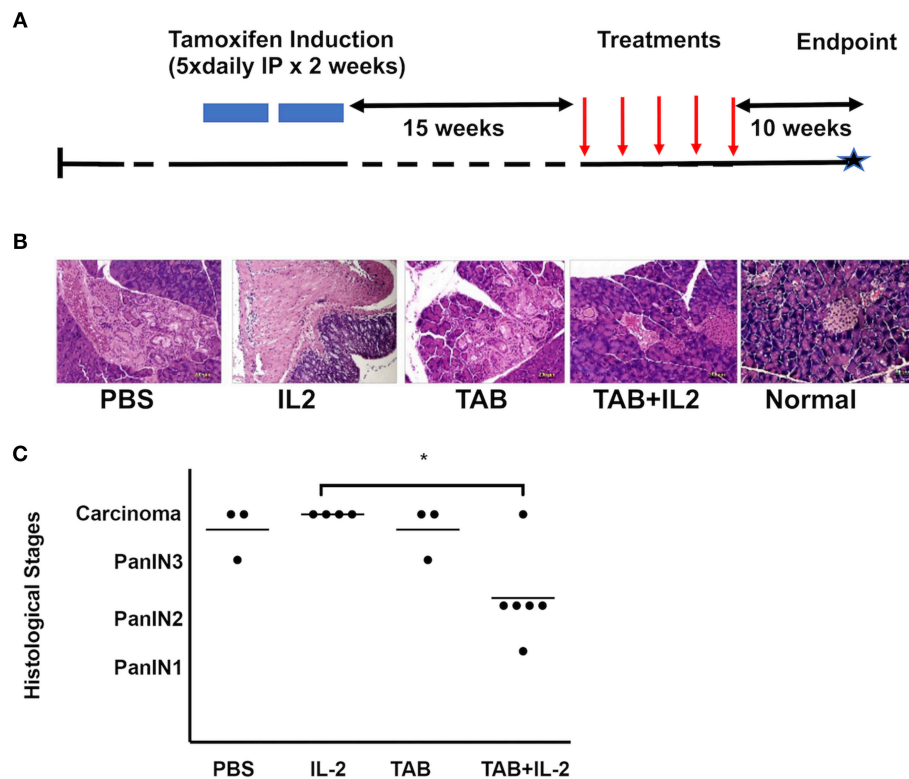 A
Tamoxifen Induction
(5xdaily IP x 2 weeks)
Treatments
Endpoint
15 weeks
10 weeks
B
PBS
IL2
TAB
TAB+IL2
Normal
C
*
Histological Stages
Carcinoma
PanIN3
PanIN2
PanIN1
PBS
IL-2
TAB
TAB+IL-2